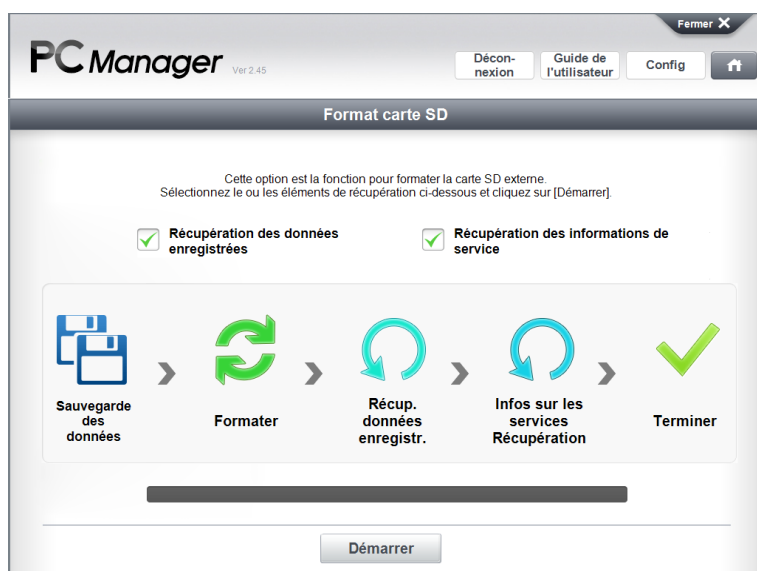 Fermer X
PC Manager Ver 2.45
Décon-
nexion
Guide de
l'utilisateur
Config
Format carte SD
Cette option est la fonction pour formater la carte SD externe.
Sélectionnez le ou les éléments de récupération ci-dessous et cliquez sur [Démarrer].
Récupération des données
enregistrées
Récupération des informations de
service
Sauvegarde
des
données
Formater
Récup.
données
enregistr.
Infos sur les
services
Récupération
Terminer
Démarrer